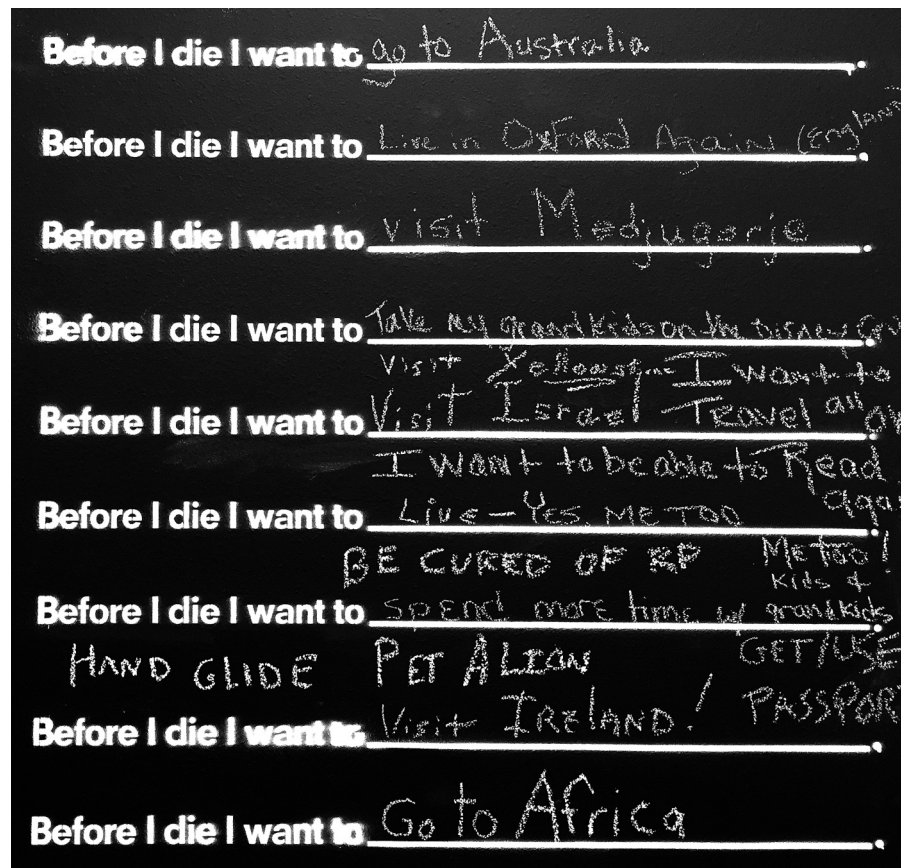 Before I die I want to go to Australia.
Before I die I want to Live in Oxford Again (England
Before I die I want to visit Medjugorje
Before I die I want to Take my grandkids on the Disney
visit Yellowstone I want to
Before I die I want to Visit Israel Travel all
I want to be able to Read
Before I die I want to Live - Yes, ME TOO
BE CURED OF RP ME TOO!
Kids &
Before I die I want to spend more time w/ grandkids
HAND GLIDE PET A LION GET/USE
PASSPORT
Before I die I want to Visit IRELAND!
Before I die I want to Go to Africa